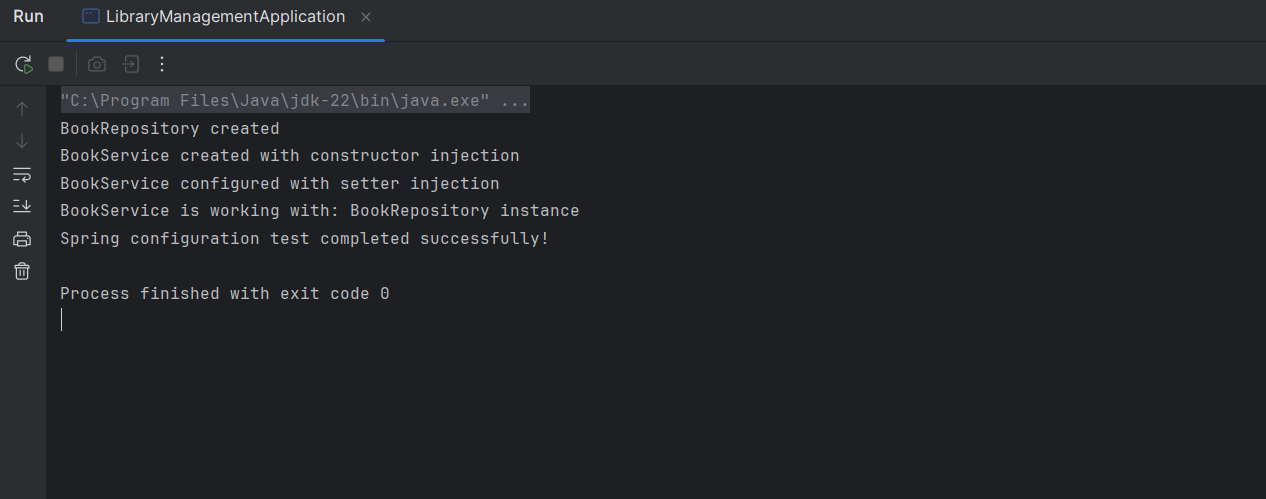 Run LibraryManagementApplication
"C:\Program Files\Java\jdk-22\bin\java.exe" ...
BookRepository created
BookService created with constructor injection
BookService configured with setter injection
BookService is working with: BookRepository instance
Spring configuration test completed successfully!
Process finished with exit code 0